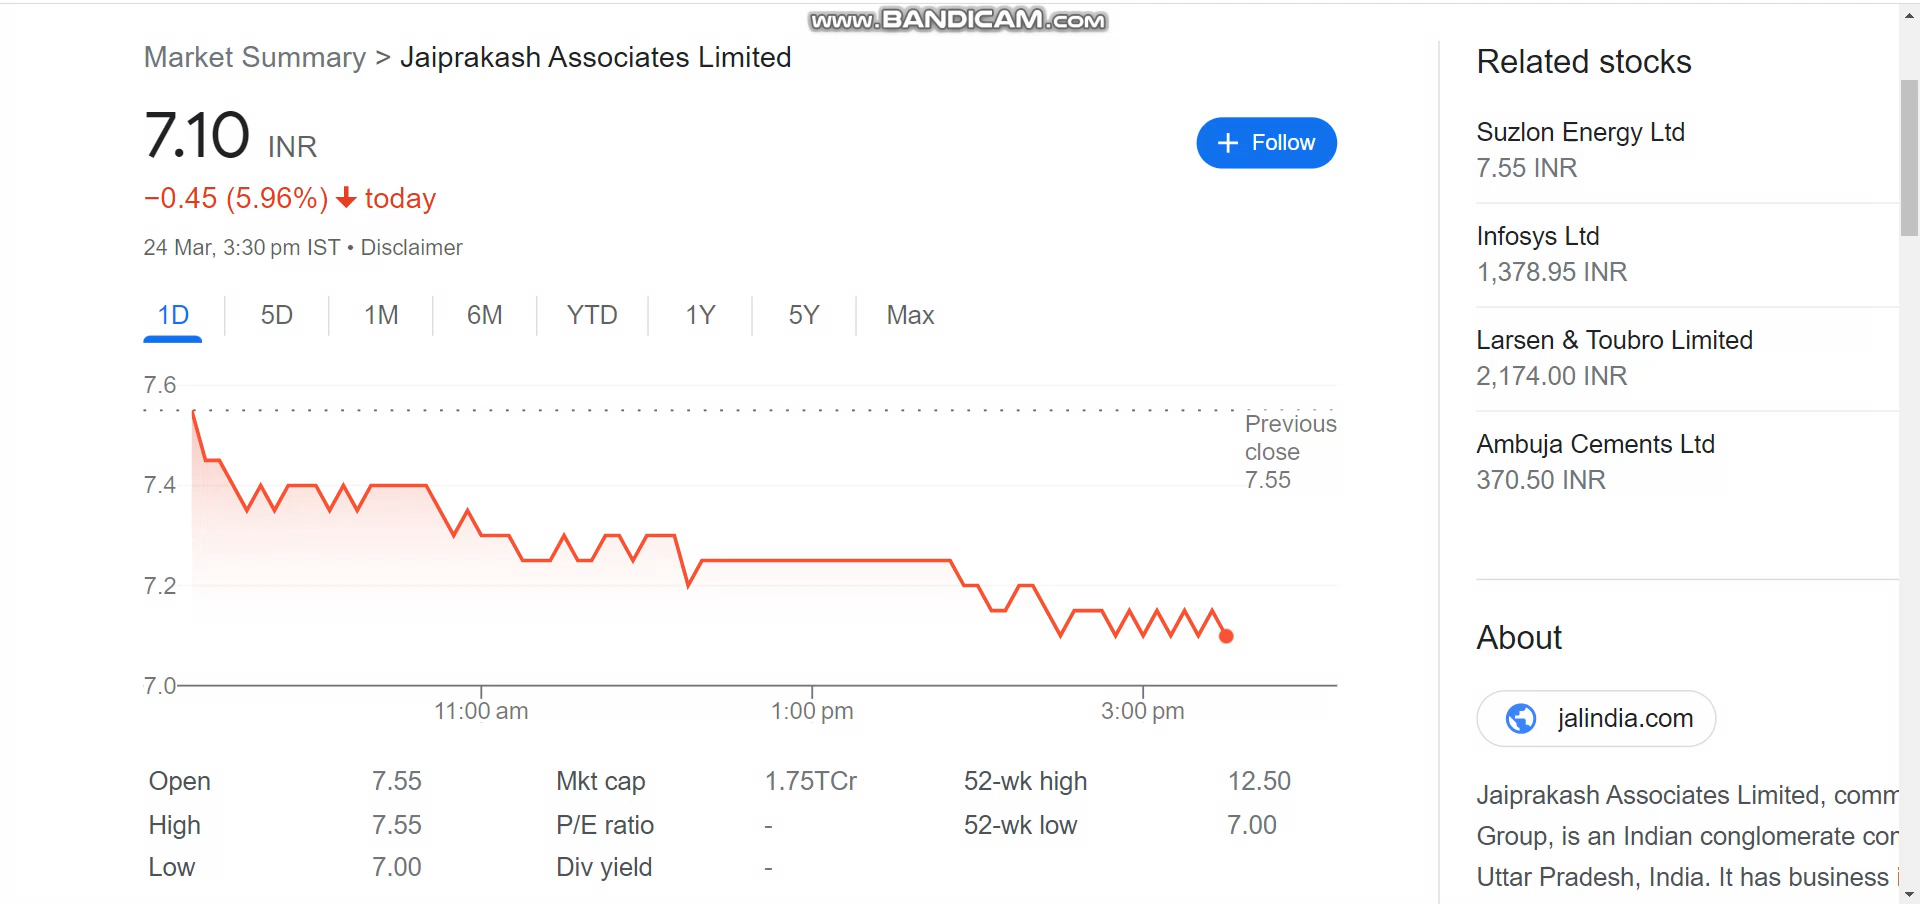 www.BANDICAM.com
Market Summary > Jaiprakash Associates Limited
7.10 INR
+ Follow
−0.45 (5.96%) ↓ today
24 Mar, 3:30 pm IST • Disclaimer
1D 5D 1M 6M YTD 1Y 5Y Max
7.6
Previous
close
7.55
7.4
7.2
7.0
11:00 am 1:00 pm 3:00 pm
Open 7.55 Mkt cap 1.75TCr 52-wk high 12.50
High 7.55 P/E ratio - 52-wk low 7.00
Low 7.00 Div yield -
Related stocks
Suzlon Energy Ltd
7.55 INR
Infosys Ltd
1,378.95 INR
Larsen & Toubro Limited
2,174.00 INR
Ambuja Cements Ltd
370.50 INR
About
jalindia.com
Jaiprakash Associates Limited, comm
Group, is an Indian conglomerate cor
Uttar Pradesh, India. It has business i